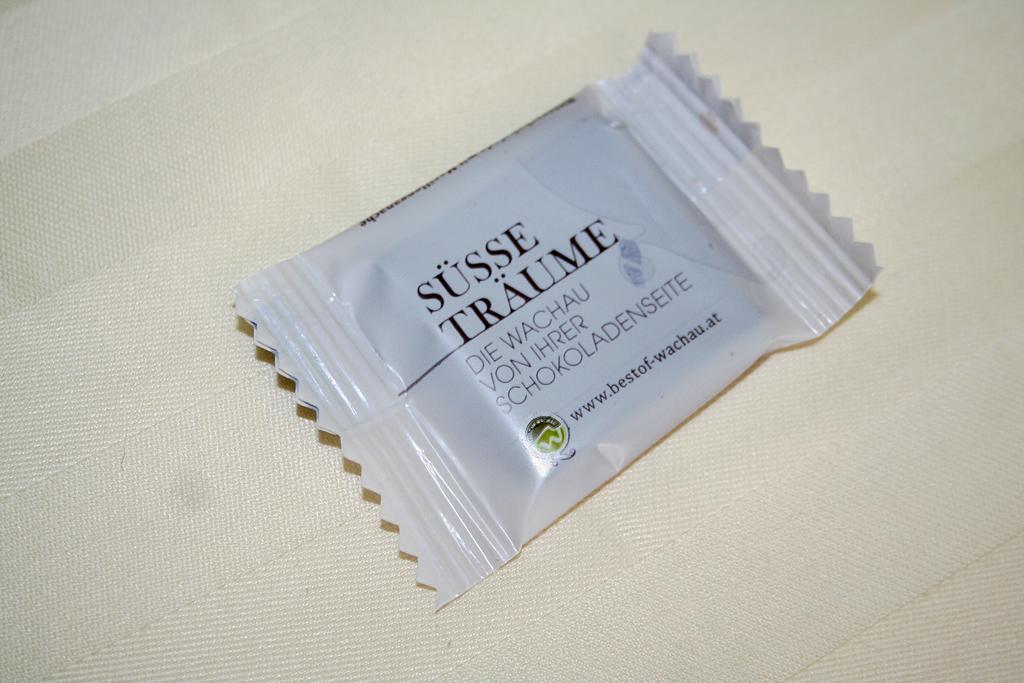 SÜSSE
TRÄUME
DIE WACHAU
VON IHRER
SCHOKOLADENSEITE
www.bestof-wachau.at